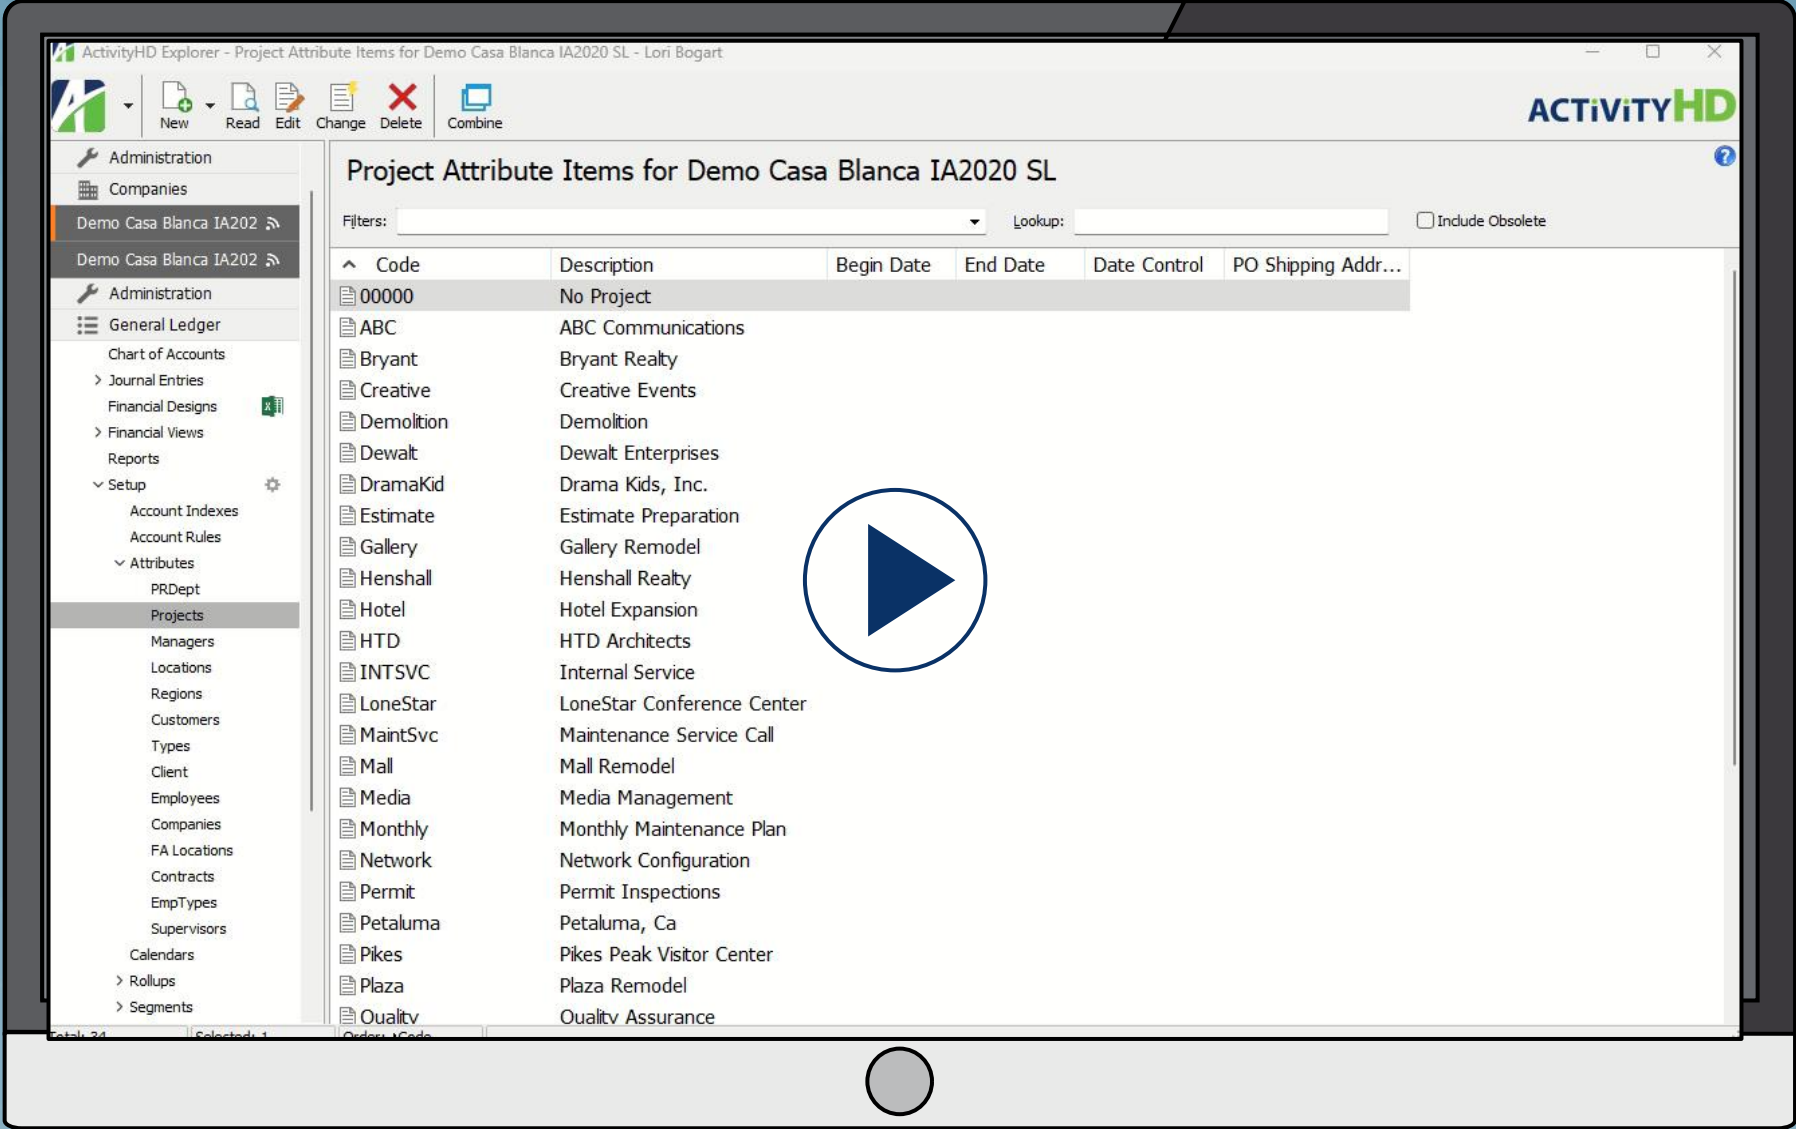 ActivityHD Explorer - Project Attribute Items for Demo Casa Blanca IA2020 SL - Lori Bogart
New Read Edit Change Delete Combine
ACTiViTYHD
Administration
Companies
Demo Casa Blanca IA202
Demo Casa Blanca IA202
Administration
General Ledger
Chart of Accounts
Journal Entries
Financial Designs
Financial Views
Reports
Setup
Account Indexes
Account Rules
Attributes
PRDept
Projects
Managers
Locations
Regions
Customers
Types
Client
Employees
Companies
FA Locations
Contracts
EmpTypes
Supervisors
Calendars
Rollups
Segments
Project Attribute Items for Demo Casa Blanca IA2020 SL
Filters: Lookup: Include Obsolete
Code Description Begin Date End Date Date Control PO Shipping Addr...
00000 No Project
ABC ABC Communications
Bryant Bryant Realty
Creative Creative Events
Demolition Demolition
Dewalt Dewalt Enterprises
DramaKid Drama Kids, Inc.
Estimate Estimate Preparation
Gallery Gallery Remodel
Henshall Henshall Realty
Hotel Hotel Expansion
HTD HTD Architects
INTSVC Internal Service
LoneStar LoneStar Conference Center
MaintSvc Maintenance Service Call
Mall Mall Remodel
Media Media Management
Monthly Monthly Maintenance Plan
Network Network Configuration
Permit Permit Inspections
Petaluma Petaluma, Ca
Pikes Pikes Peak Visitor Center
Plaza Plaza Remodel
Quality Quality Assurance
Total: 34 Selected: 1 Order: +Code